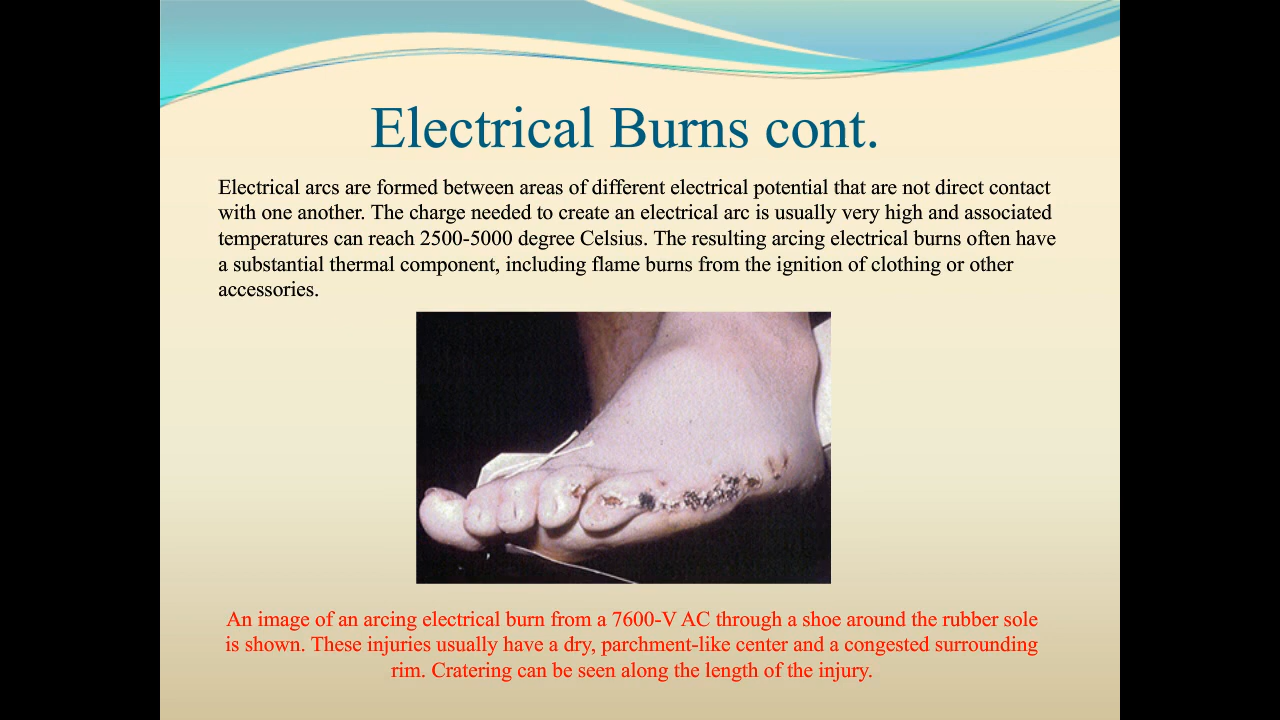 Electrical Burns cont.
Electrical arcs are formed between areas of different electrical potential that are not direct contact
with one another. The charge needed to create an electrical arc is usually very high and associated
temperatures can reach 2500-5000 degree Celsius. The resulting arcing electrical burns often have
a substantial thermal component, including flame burns from the ignition of clothing or other
accessories.
An image of an arcing electrical burn from a 7600-V AC through a shoe around the rubber sole
is shown. These injuries usually have a dry, parchment-like center and a congested surrounding
rim. Cratering can be seen along the length of the injury.